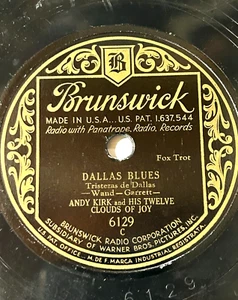 B
Brunswick
MADE IN U.S.A... U.S. PAT. 1,637,544
Radio with Panatrope, Radio, Records
Fox Trot
DALLAS BLUES
Tristezas de Dallas
—Wand—Garrett—
ANDY KIRK AND HIS TWELVE
CLOUDS OF JOY
6129
C
BRUNSWICK RADIO CORPORATION
SUBSIDIARY OF WARNER BROS. PICTURES, INC.
US PAT. OFFICE — M. DE F. MARCA INDUSTRIAL REGISTRADA.
6129